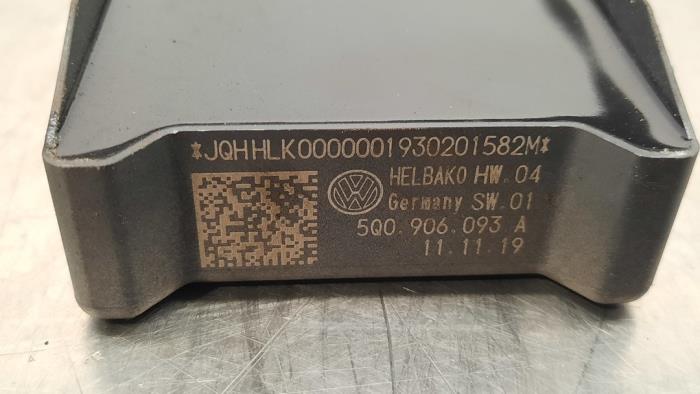 *JQHHLK0000001930201582M*
HELBAKO HW.04
Germany SW.01
5Q0.906.093 A
11.11.19